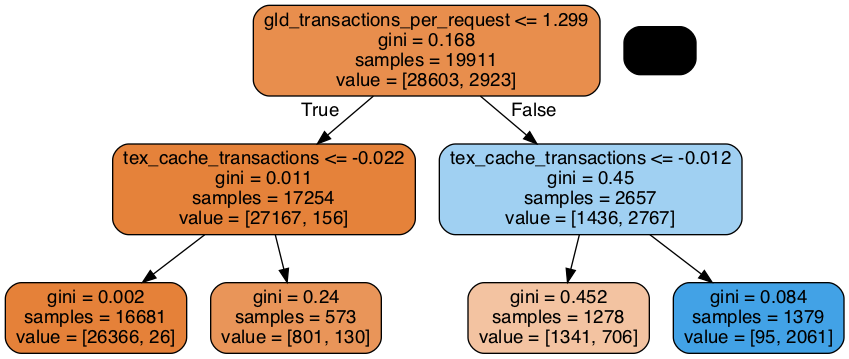 gld_transactions_per_request <= 1.299
gini = 0.168
samples = 19911
value = [28603, 2923]
True
False
tex_cache_transactions <= -0.022
gini = 0.011
samples = 17254
value = [27167, 156]
tex_cache_transactions <= -0.012
gini = 0.45
samples = 2657
value = [1436, 2767]
gini = 0.002
samples = 16681
value = [26366, 26]
gini = 0.24
samples = 573
value = [801, 130]
gini = 0.452
samples = 1278
value = [1341, 706]
gini = 0.084
samples = 1379
value = [95, 2061]